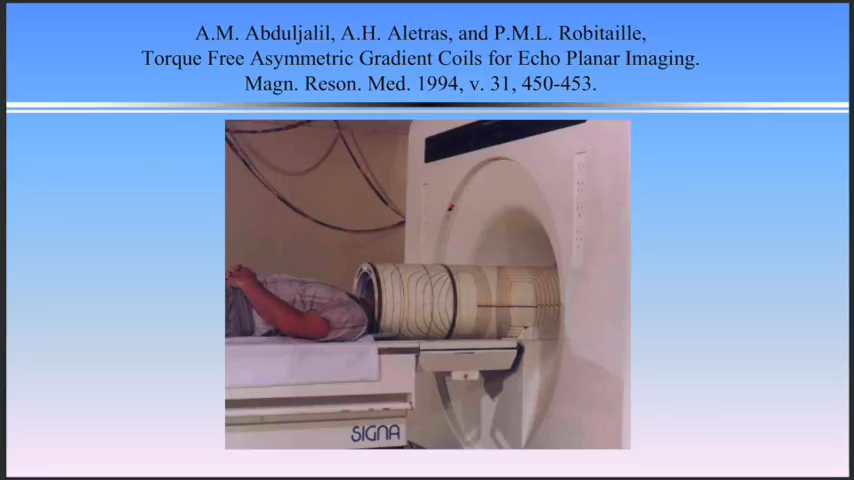 A.M. Abduljalil, A.H. Aletras, and P.M.L. Robitaille,
Torque Free Asymmetric Gradient Coils for Echo Planar Imaging.
Magn. Reson. Med. 1994, v. 31, 450-453.
SIGNA